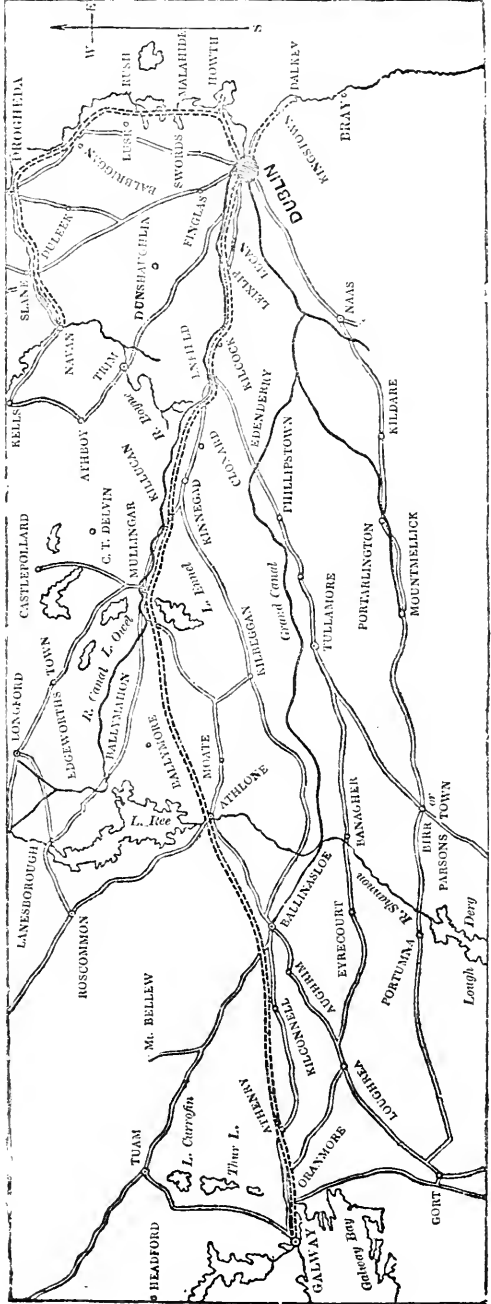 HEADFORD
TUAM
Mt. BELLEW
L. Currofin
Thur L.
ROSCOMMON
LANESBOROUGH
LONGFORD
EDGEWORTHS TOWN
BALLYMAHON
R. Canal
L. Owel
CASTLEPOLLARD
C. T. DELVIN
KELLS
ATHBOY
NAVAN
SLANE
DROGHEDA
DULEEK
BALBRIGGAN
RUSH
LUSK
MALAHIDE
SWORDS
HOWTH
W
E
S
L. Ree
BALLYMORE
MULLINGAR
KILLUCAN
TRIM
R. Boyne
DUNSHAUGHLIN
FINGLAS
ENFIELD
KILCOCK
LEIXLIP
LUCAN
DUBLIN
KINGSTOWN
DALKEY
BRAY
MOATE
ATHLONE
L. Ennel
KINNEGAD
CLONARD
KILBEGGAN
EDENDERRY
Grand Canal
PHILLIPSTOWN
TULLAMORE
NAAS
KILDARE
PORTARLINGTON
MOUNTMELLICK
GALWAY
Galway Bay
ORANMORE
ATHENRY
KILCONNELL
AUGHRIM
BALLINASLOE
LOUGHREA
EYRECOURT
BANAGHER
R. Shannon
GORT
PORTUMNA
Lough Derg
BIRR or
PARSONS TOWN